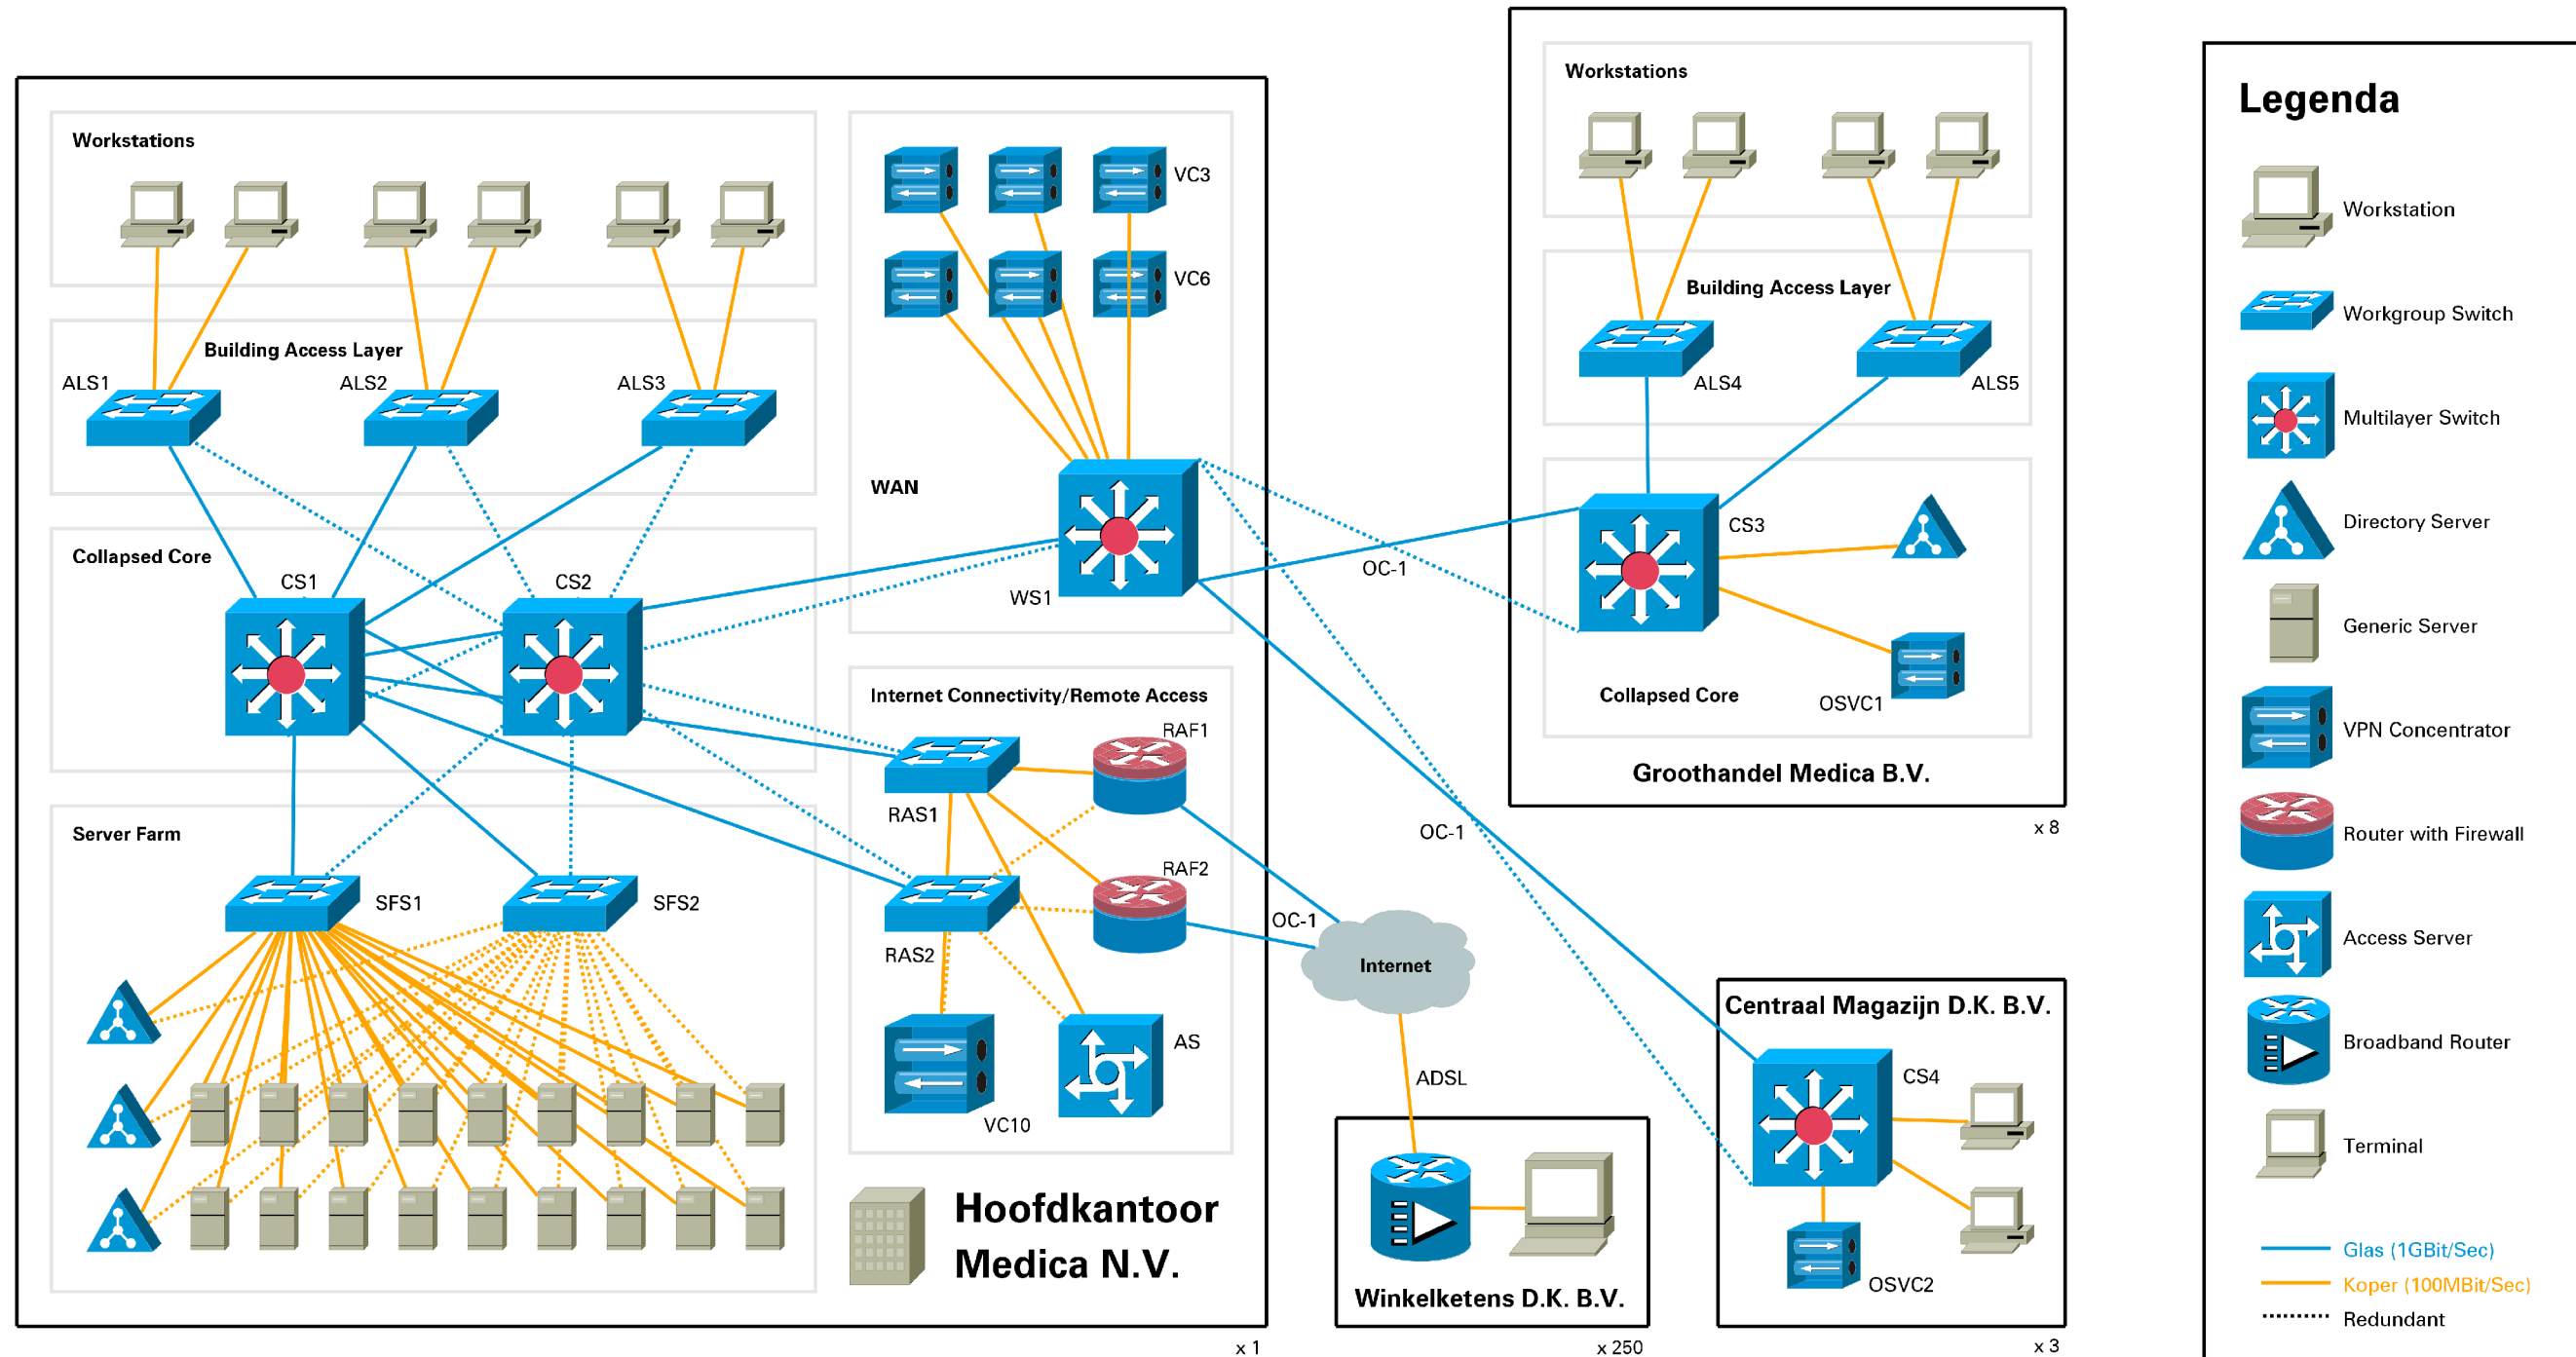 Workstations
Building Access Layer
ALS1
ALS2
ALS3
Collapsed Core
CS1
CS2
Server Farm
SFS1
SFS2
VC3
VC6
WAN
WS1
Internet Connectivity/Remote Access
RAF1
RAS1
RAF2
RAS2
VC10
AS
Hoofdkantoor
Medica N.V.
x 1
OC-1
OC-1
OC-1
Internet
ADSL
Winkelketens D.K. B.V.
x 250
Workstations
Building Access Layer
ALS4
ALS5
CS3
OSVC1
Collapsed Core
Groothandel Medica B.V.
x 8
Centraal Magazijn D.K. B.V.
CS4
OSVC2
x 3
Legenda
Workstation
Workgroup Switch
Multilayer Switch
Directory Server
Generic Server
VPN Concentrator
Router with Firewall
Access Server
Broadband Router
Terminal
Glas (1GBit/Sec)
Koper (100MBit/Sec)
Redundant